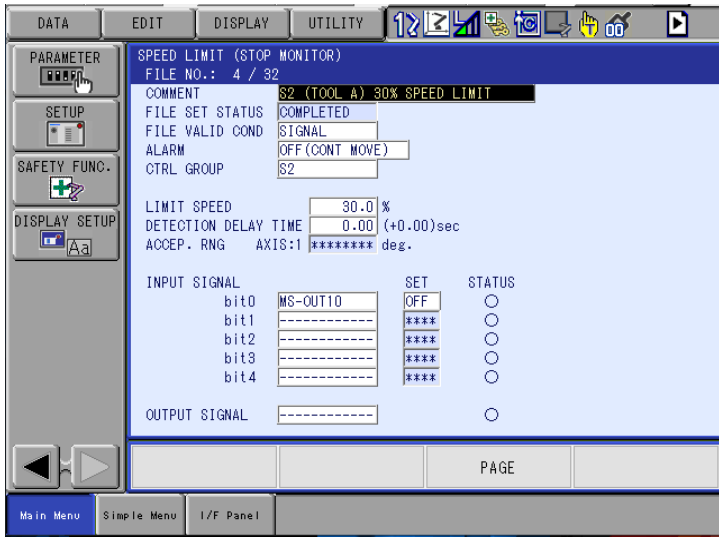 DATA EDIT DISPLAY UTILITY
PARAMETER
SETUP
SAFETY FUNC.
DISPLAY SETUP
Aa
SPEED LIMIT (STOP MONITOR)
FILE NO.: 4 / 32
COMMENT S2 (TOOL A) 30% SPEED LIMIT
FILE SET STATUS COMPLETED
FILE VALID COND SIGNAL
ALARM OFF(CONT MOVE)
CTRL GROUP S2
LIMIT SPEED 30.0 %
DETECTION DELAY TIME 0.00 (+0.00)sec
ACCEP. RNG AXIS:1 ******** deg.
INPUT SIGNAL SET STATUS
bit0 MS-OUT10 OFF ○
bit1 ------------ **** ○
bit2 ------------ **** ○
bit3 ------------ **** ○
bit4 ------------ **** ○
OUTPUT SIGNAL ------------ ○
PAGE
Main Menu Simple Menu I/F Panel